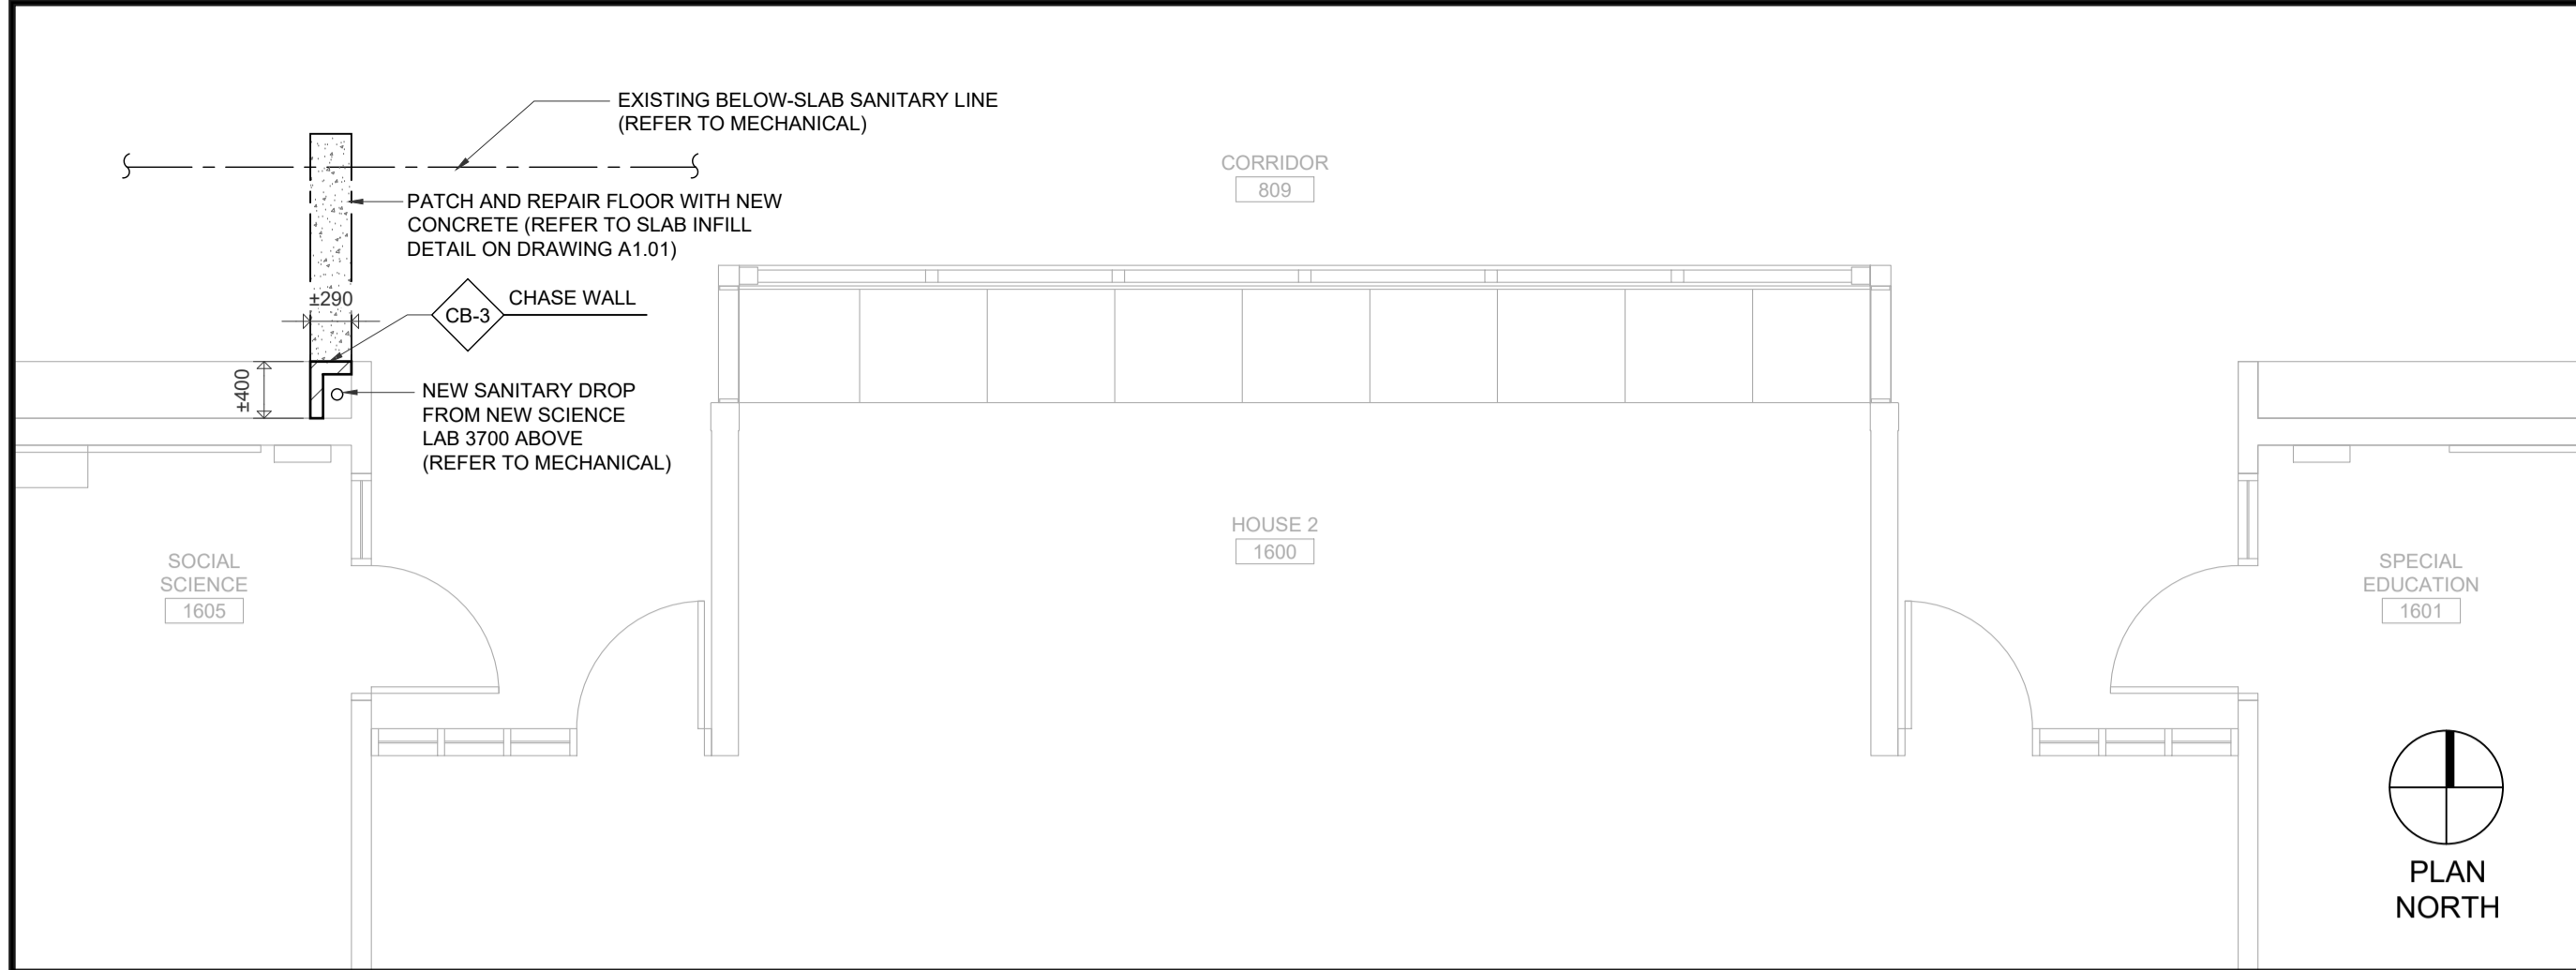 EXISTING BELOW-SLAB SANITARY LINE
(REFER TO MECHANICAL)
CORRIDOR
809
PATCH AND REPAIR FLOOR WITH NEW
CONCRETE (REFER TO SLAB INFILL
DETAIL ON DRAWING A1.01)
±290
CB-3
CHASE WALL
±400
NEW SANITARY DROP
FROM NEW SCIENCE
LAB 3700 ABOVE
(REFER TO MECHANICAL)
HOUSE 2
1600
SOCIAL
SCIENCE
1605
SPECIAL
EDUCATION
1601
PLAN
NORTH